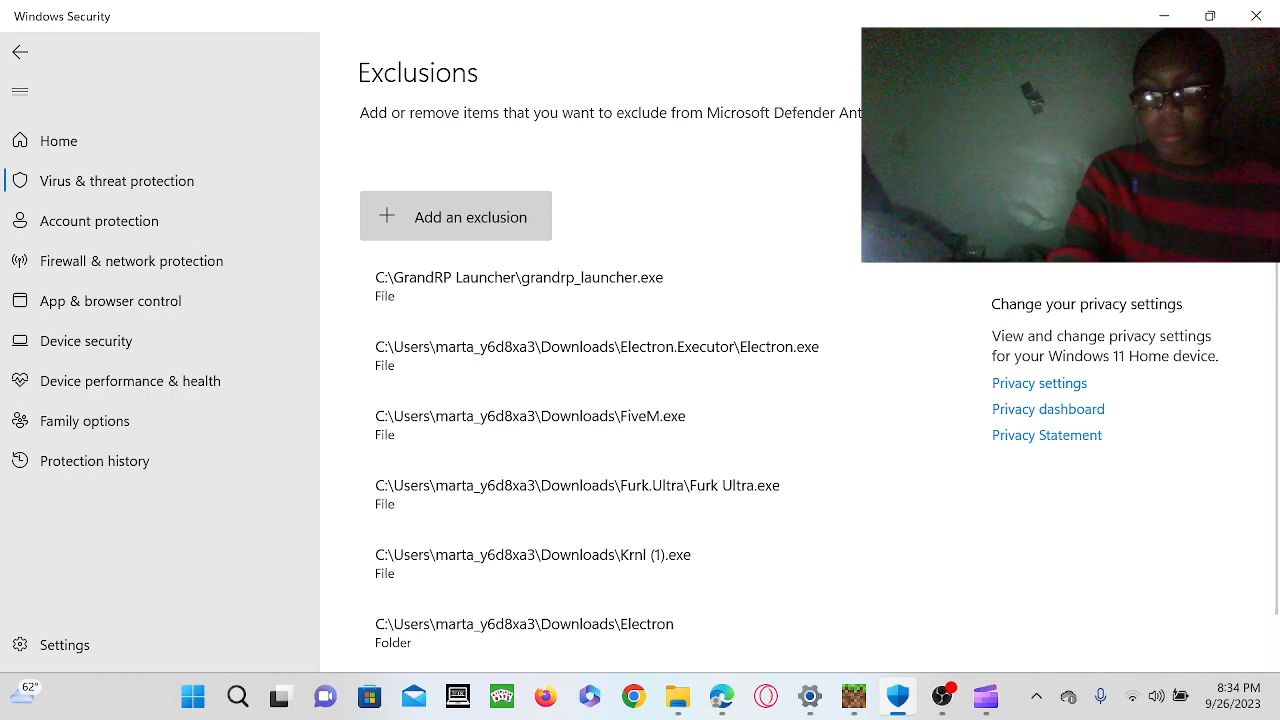 Windows Security
Exclusions
Add or remove items that you want to exclude from Microsoft Defender Ant
Home
Virus & threat protection
Account protection
Firewall & network protection
App & browser control
Device security
Device performance & health
Family options
Protection history
Settings
Add an exclusion
C:\GrandRP Launcher\grandrp_launcher.exe
File
C:\Users\marta_y6d8xa3\Downloads\Electron.Executor\Electron.exe
File
C:\Users\marta_y6d8xa3\Downloads\FiveM.exe
File
C:\Users\marta_y6d8xa3\Downloads\Furk.Ultra\Furk Ultra.exe
File
C:\Users\marta_y6d8xa3\Downloads\Krnl (1).exe
File
C:\Users\marta_y6d8xa3\Downloads\Electron
Folder
Change your privacy settings
View and change privacy settings
for your Windows 11 Home device.
Privacy settings
Privacy dashboard
Privacy Statement
62°
8:34 PM
9/26/2023